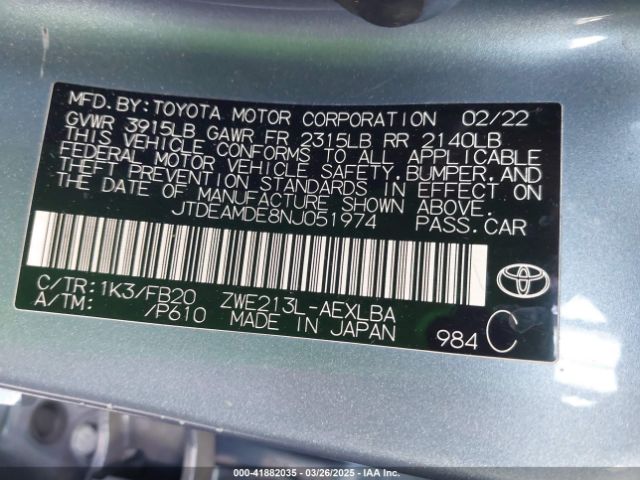 MFD.BY:TOYOTA MOTOR CORPORATION 02/22
GVWR 3915LB GAWR FR 2315LB RR 2140LB
THIS VEHICLE CONFORMS TO ALL APPLICABLE
FEDERAL MOTOR VEHICLE SAFETY,BUMPER,AND
THEFT PREVENTION STANDARDS IN EFFECT ON
THE DATE OF MANUFACTURE SHOWN ABOVE.
JTDEAMDE8NJ051974 PASS.CAR
C/TR:1K3/FB20 ZWE213L-AEXLBA
A/TM: /P610 MADE IN JAPAN
984 C
000-41882035 - 03/26/2025 - IAA Inc.